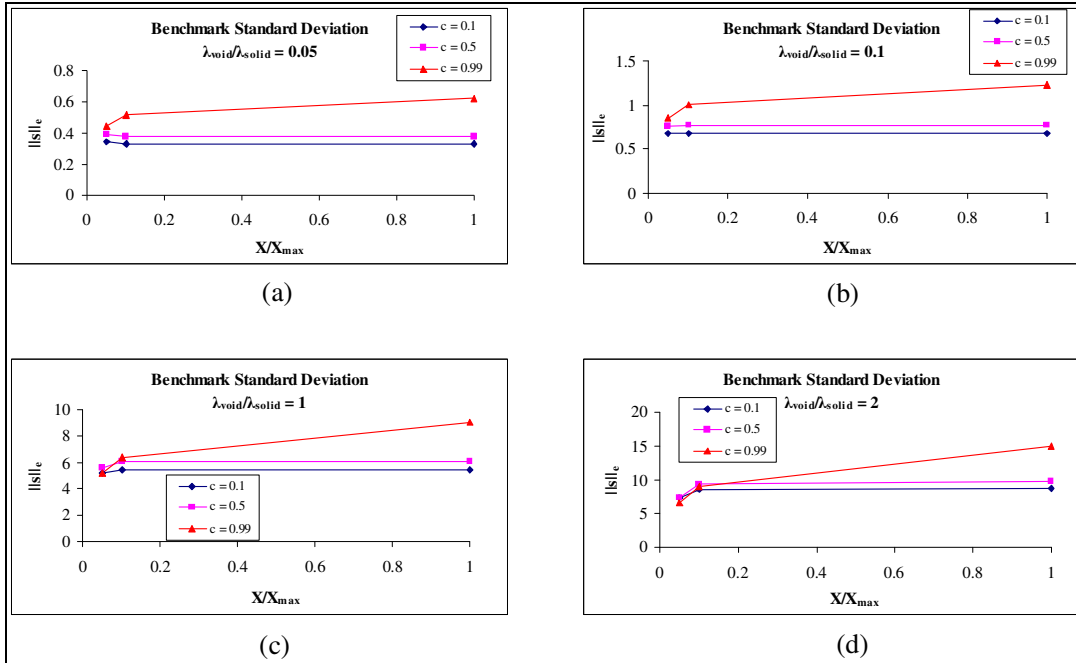 Benchmark Standard Deviation
λvoid/λsolid = 0.05
c = 0.1
c = 0.5
c = 0.99
0.8
0.6
0.4
0.2
0
||s||e
0
0.2
0.4
0.6
0.8
1
X/Xmax
(a)
Benchmark Standard Deviation
λvoid/λsolid = 0.1
c = 0.1
c = 0.5
c = 0.99
1.5
1
0.5
0
||s||e
0
0.2
0.4
0.6
0.8
1
X/Xmax
(b)
Benchmark Standard Deviation
λvoid/λsolid = 1
10
8
6
4
2
0
||s||e
c = 0.1
c = 0.5
c = 0.99
0
0.2
0.4
0.6
0.8
1
X/Xmax
(c)
Benchmark Standard Deviation
λvoid/λsolid = 2
c = 0.1
c = 0.5
c = 0.99
20
15
10
5
0
||s||e
0
0.2
0.4
0.6
0.8
1
X/Xmax
(d)